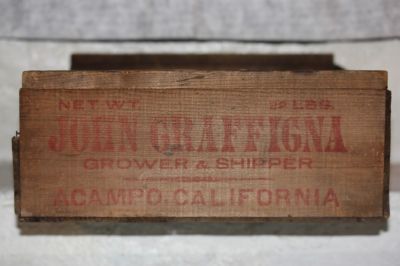 NET WT. LBS.
JOHN GRAFFIGNA
GROWER & SHIPPER
ACAMPO-CALIFORNIA